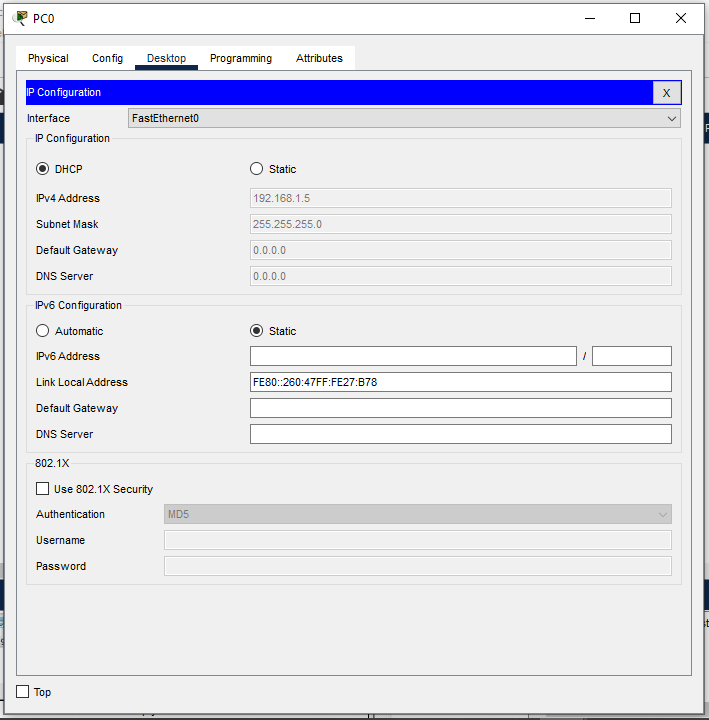 PC0
Physical Config Desktop Programming Attributes
IP Configuration X
Interface FastEthernet0
IP Configuration
DHCP Static
IPv4 Address 192.168.1.5
Subnet Mask 255.255.255.0
Default Gateway 0.0.0.0
DNS Server 0.0.0.0
IPv6 Configuration
Automatic Static
IPv6 Address /
Link Local Address FE80::260:47FF:FE27:B78
Default Gateway
DNS Server
802.1X
Use 802.1X Security
Authentication MD5
Username
Password
Top